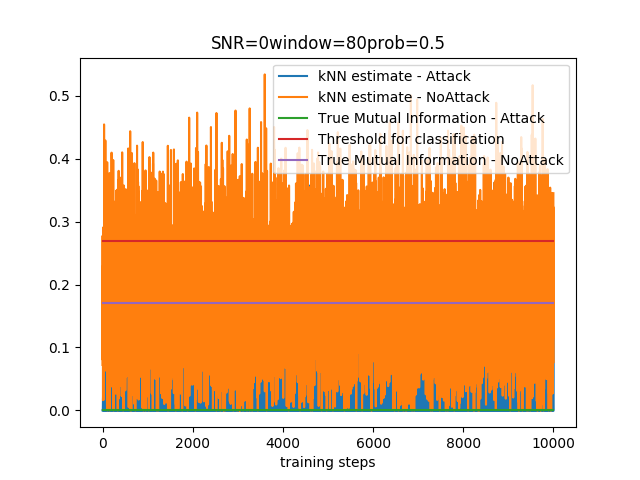 SNR=0window=80prob=0.5
kNN estimate - Attack
kNN estimate - NoAttack
True Mutual Information - Attack
Threshold for classification
True Mutual Information - NoAttack
0.5
0.4
0.3
0.2
0.1
0.0
0 2000 4000 6000 8000 10000
training steps